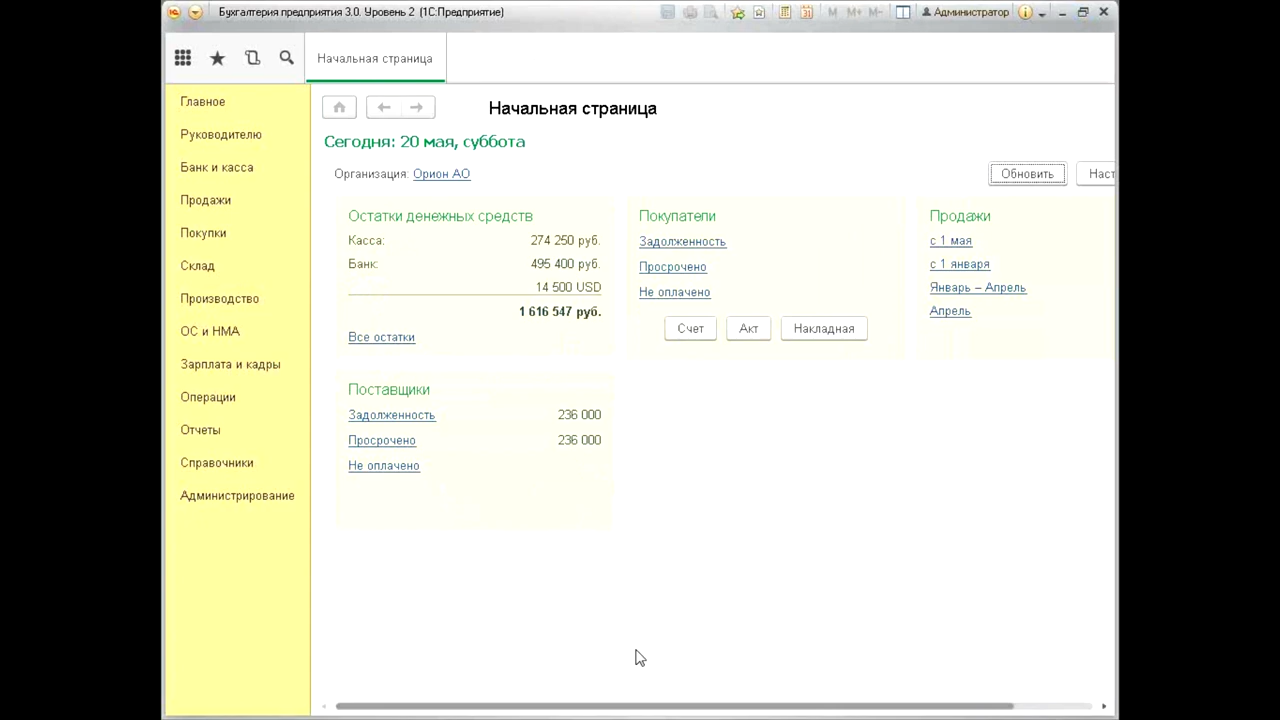 Бухгалтерия предприятия 3.0. Уровень 2 (1С:Предприятие)
M M+ M- Администратор
Начальная страница
Главное
Руководителю
Банк и касса
Продажи
Покупки
Склад
Производство
ОС и НМА
Зарплата и кадры
Операции
Отчеты
Справочники
Администрирование
Начальная страница
Сегодня: 20 мая, суббота
Организация: Орион АО
Обновить
Наст
Остатки денежных средств
Касса: 274 250 руб.
Банк: 495 400 руб.
14 500 USD
1 616 547 руб.
Все остатки
Покупатели
Задолженность
Просрочено
Не оплачено
Счет Акт Накладная
Продажи
с 1 мая
с 1 января
Январь – Апрель
Апрель
Поставщики
Задолженность 236 000
Просрочено 236 000
Не оплачено